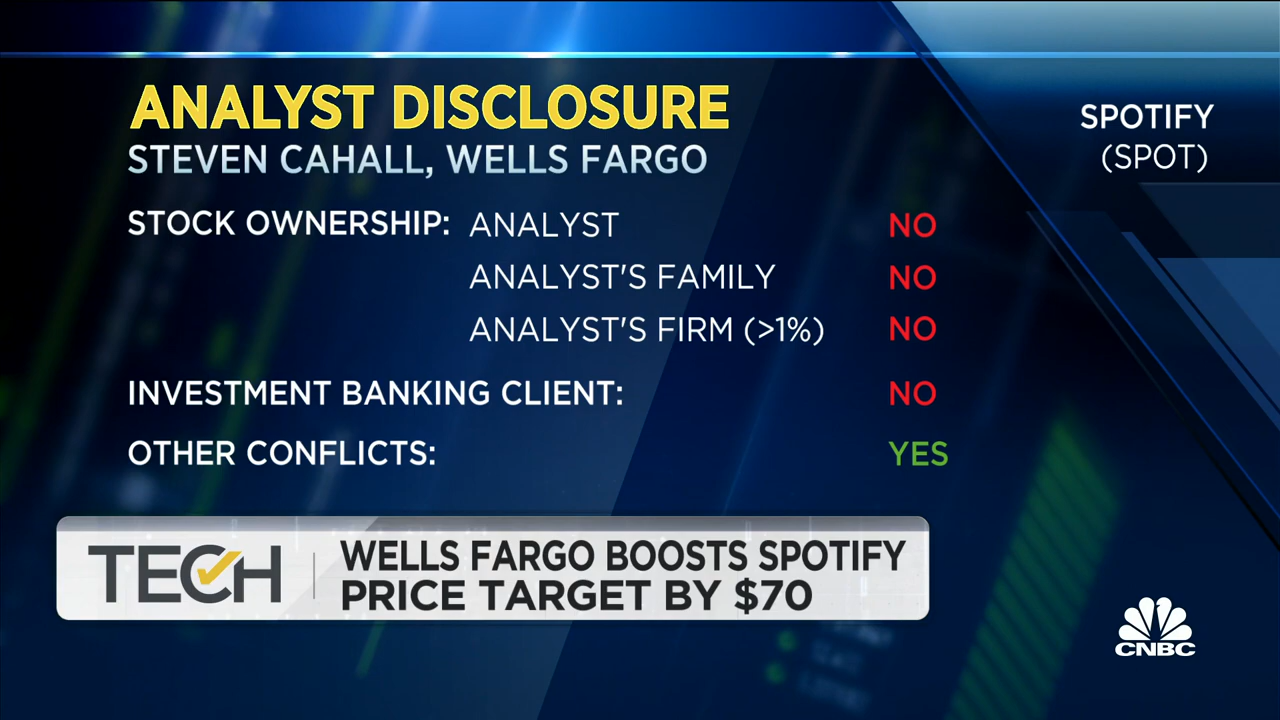 ANALYST DISCLOSURE
STEVEN CAHALL, WELLS FARGO
SPOTIFY
(SPOT)
STOCK OWNERSHIP: ANALYST NO
ANALYST'S FAMILY NO
ANALYST'S FIRM (>1%) NO
INVESTMENT BANKING CLIENT: NO
OTHER CONFLICTS: YES
TECH
WELLS FARGO BOOSTS SPOTIFY
PRICE TARGET BY $70
CNBC